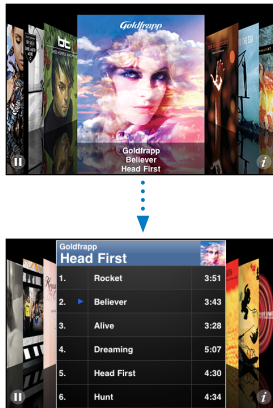 Goldfrapp
bt
Goldfrapp
Believer
Head First
i
Goldfrapp
Head First
1. Rocket 3:51
2. Believer 3:43
3. Alive 3:28
4. Dreaming 5:07
5. Head First 4:30
6. Hunt 4:34
i